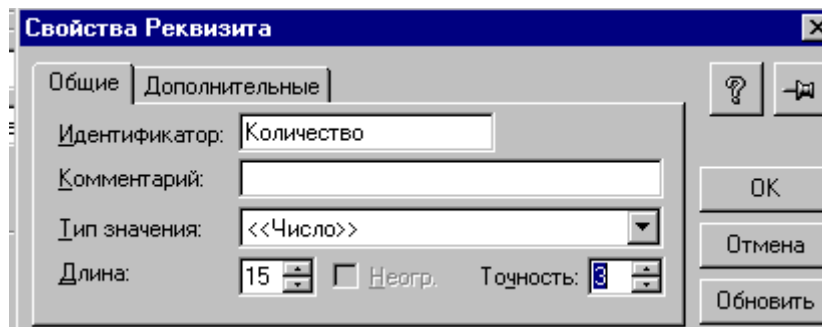 Свойства Реквизита
Общие Дополнительные
?
Идентификатор: Количество
Комментарий:
Тип значения: <<Число>>
Длина: 15 Неогр. Точность: 3
OK
Отмена
Обновить